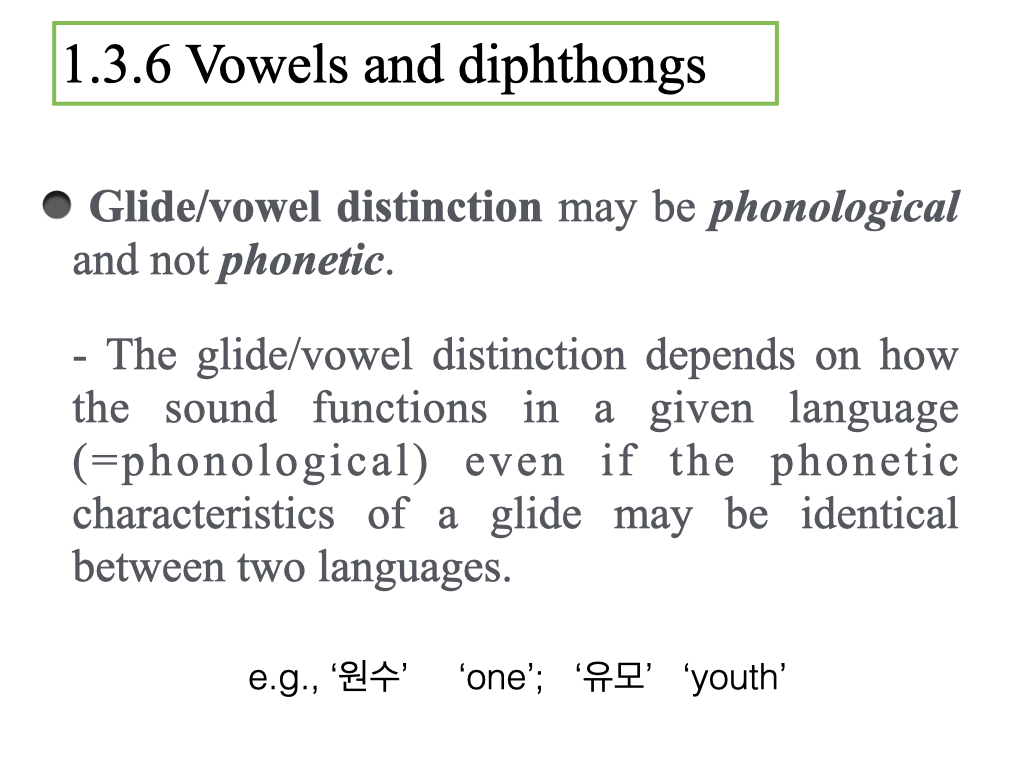 1.3.6 Vowels and diphthongs
Glide/vowel distinction may be phonological
and not phonetic.
- The glide/vowel distinction depends on how
the sound functions in a given language
(=phonological) even if the phonetic
characteristics of a glide may be identical
between two languages.
e.g., ‘원수’ ‘one’; ‘유모’ ‘youth’